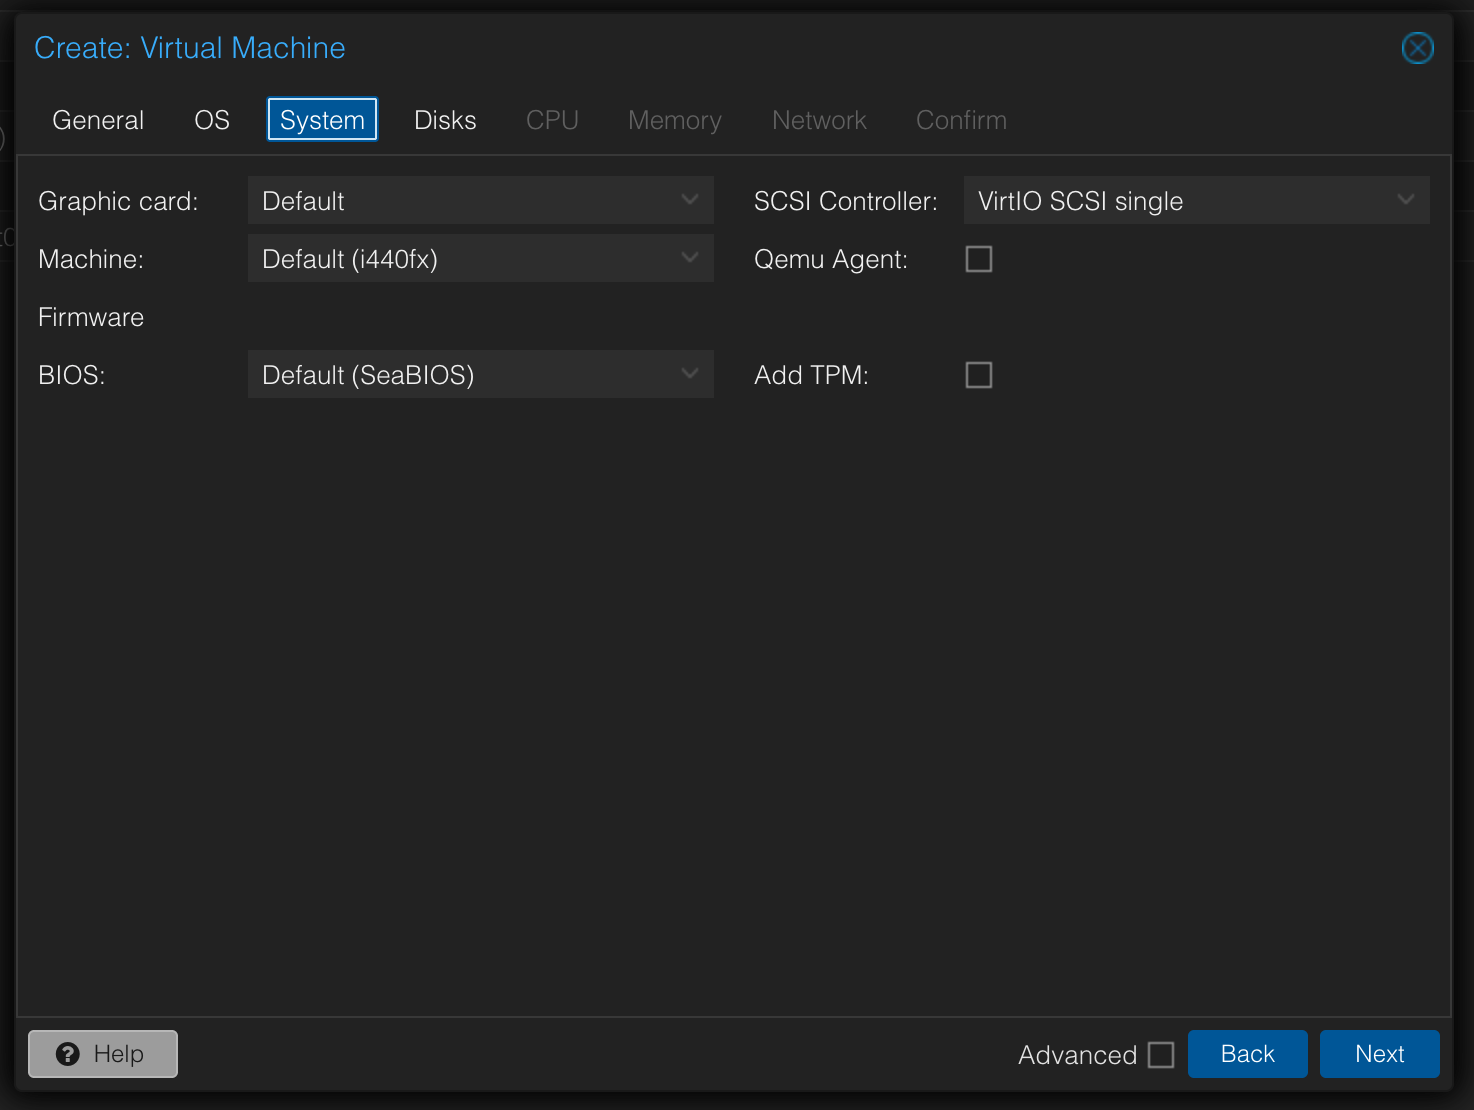 Create: Virtual Machine
General OS System Disks CPU Memory Network Confirm
Graphic card: Default SCSI Controller: VirtIO SCSI single
Machine: Default (i440fx) Qemu Agent:
Firmware
BIOS: Default (SeaBIOS) Add TPM:
? Help Advanced Back Next